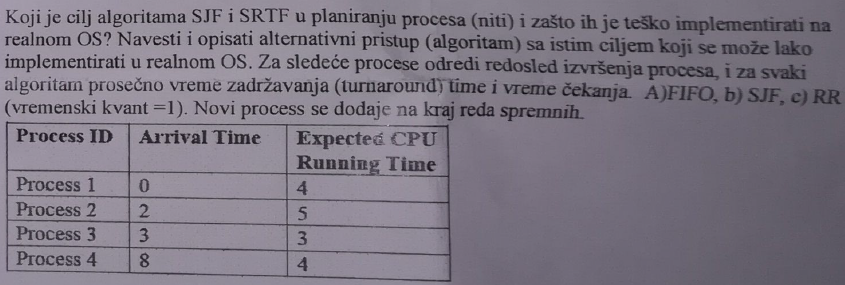 Koji je cilj algoritama SJF i SRTF u planiranju procesa (niti) i zašto ih je teško implementirati na
realnom OS? Navesti i opisati alternativni pristup (algoritam) sa istim ciljem koji se može lako
implementirati u realnom OS. Za sledeće procese odredi redosled izvršenja procesa, i za svaki
algoritam prosečno vreme zadržavanja (turnaround) time i vreme čekanja. A)FIFO, b) SJF, c) RR
(vremenski kvant =1). Novi process se dodaje na kraj reda spremnih.
Process ID Arrival Time Expected CPU
Running Time
Process 1 0 4
Process 2 2 5
Process 3 3 3
Process 4 8 4